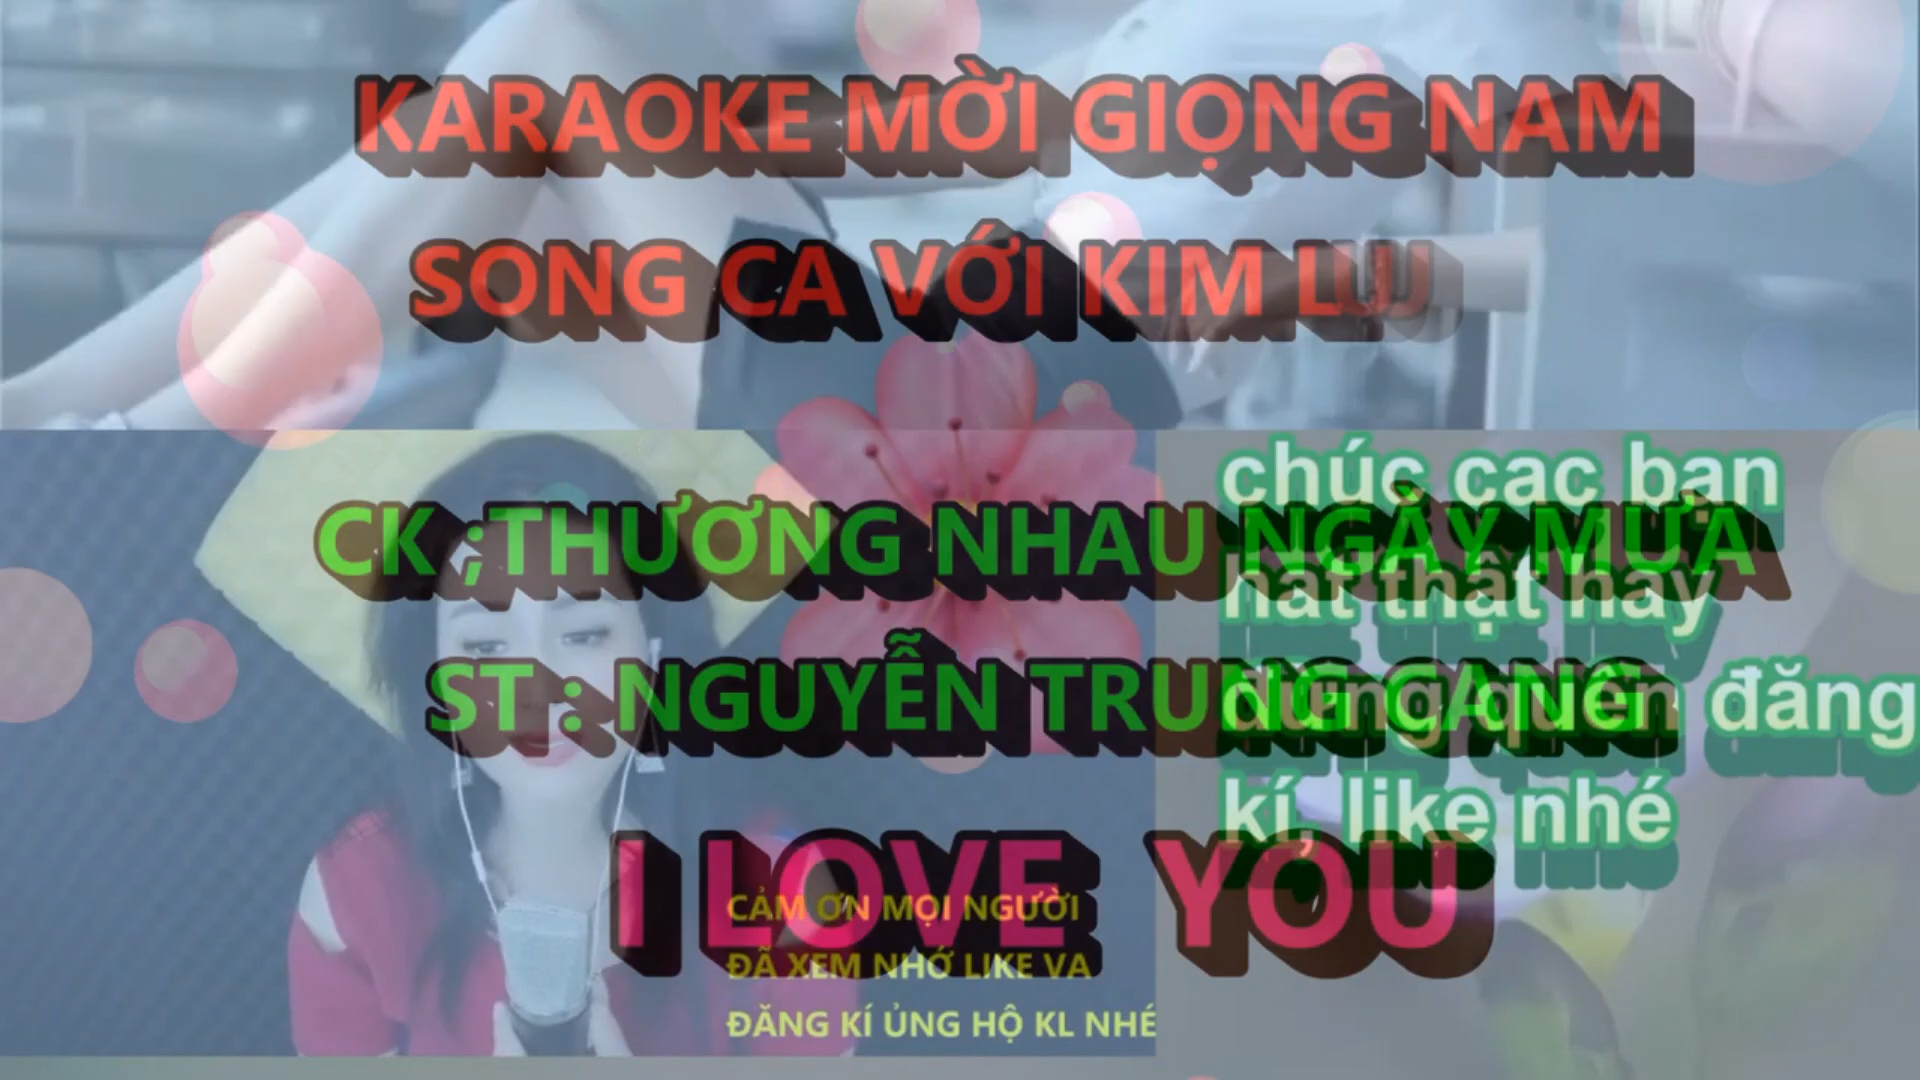 KARAOKE MỜI GIỌNG NAM
SONG CA VỚI KIM LƯU
CK ;THƯƠNG NHAU NGÀY MƯA
ST : NGUYỄN TRUNG CANG
I LOVE YOU
chúc cac bạn
hat thật hay
đừng quên đăng
kí, like nhé
CẢM ƠN MỌI NGƯỜI
ĐÃ XEM NHỚ LIKE VA
ĐĂNG KÍ ỦNG HỘ KL NHÉ